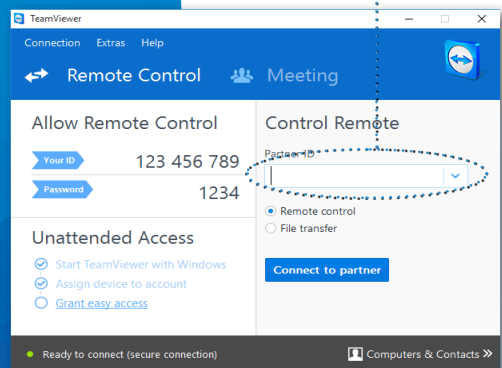 TeamViewer
Connection Extras Help
Remote Control Meeting
Allow Remote Control
Your ID 123 456 789
Password 1234
Unattended Access
Start TeamViewer with Windows
Assign device to account
Grant easy access
Control Remote
Partner ID
Remote control
File transfer
Connect to partner
Ready to connect (secure connection)
Computers & Contacts